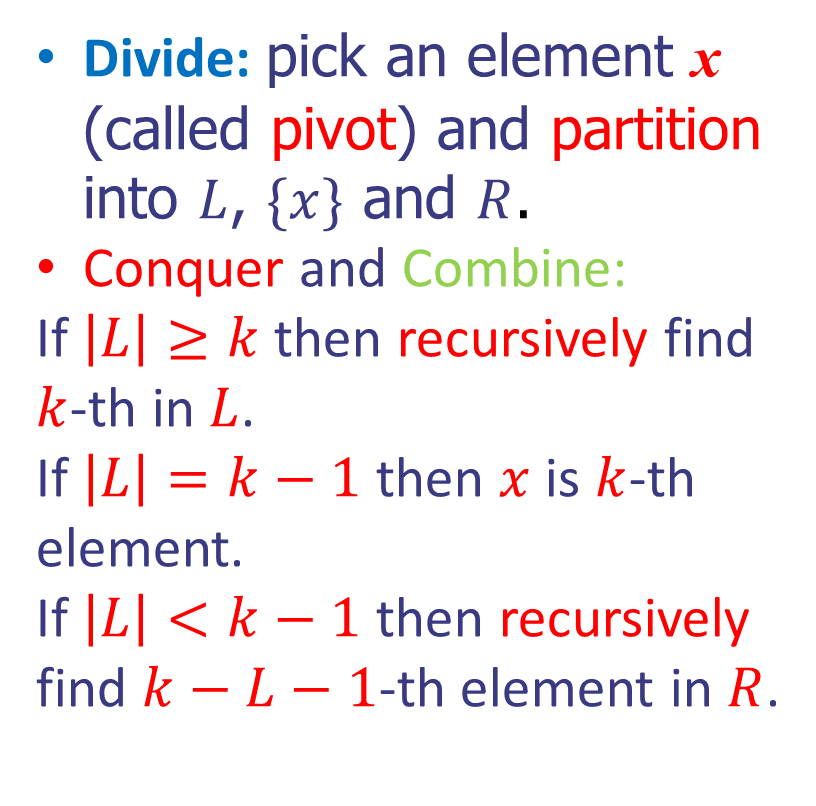 • Divide: pick an element x
(called pivot) and partition
into L, {x} and R.
• Conquer and Combine:
If |L| ≥ k then recursively find
k-th in L.
If |L| = k − 1 then x is k-th
element.
If |L| < k − 1 then recursively
find k − L − 1-th element in R.